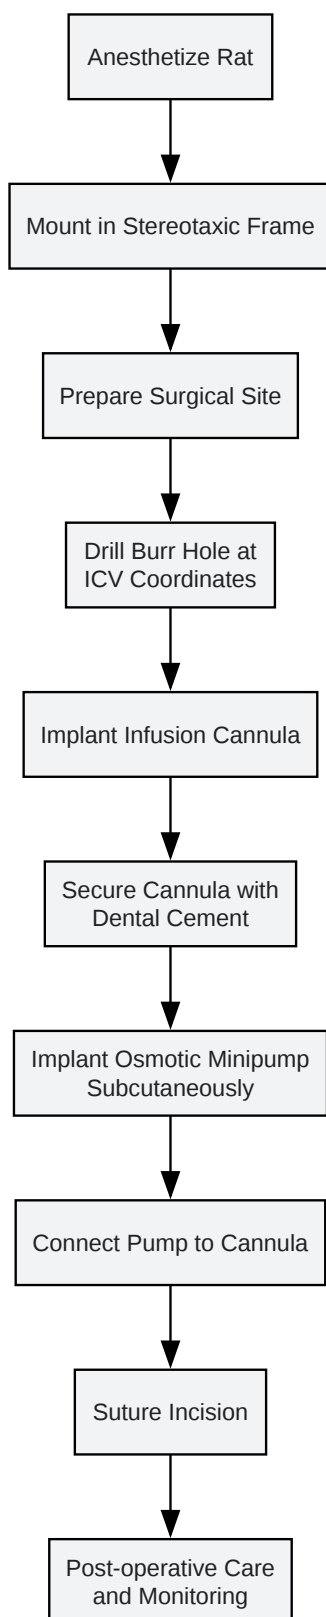 Anesthetize Rat
Mount in Stereotaxic Frame
Prepare Surgical Site
Drill Burr Hole at
ICV Coordinates
Implant Infusion Cannula
Secure Cannula with
Dental Cement
Implant Osmotic Minipump
Subcutaneously
Connect Pump to Cannula
Suture Incision
Post-operative Care
and Monitoring